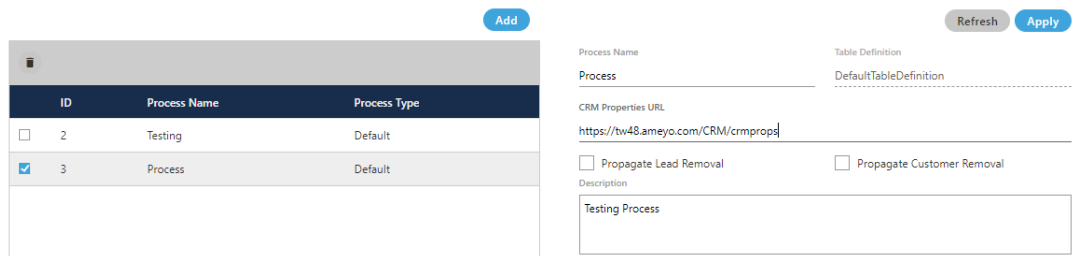 Add
ID Process Name Process Type
2 Testing Default
3 Process Default
Refresh Apply
Process Name Table Definition
Process DefaultTableDefinition
CRM Properties URL
https://tw48.ameyo.com/CRM/crmprops
Propagate Lead Removal Propagate Customer Removal
Description
Testing Process